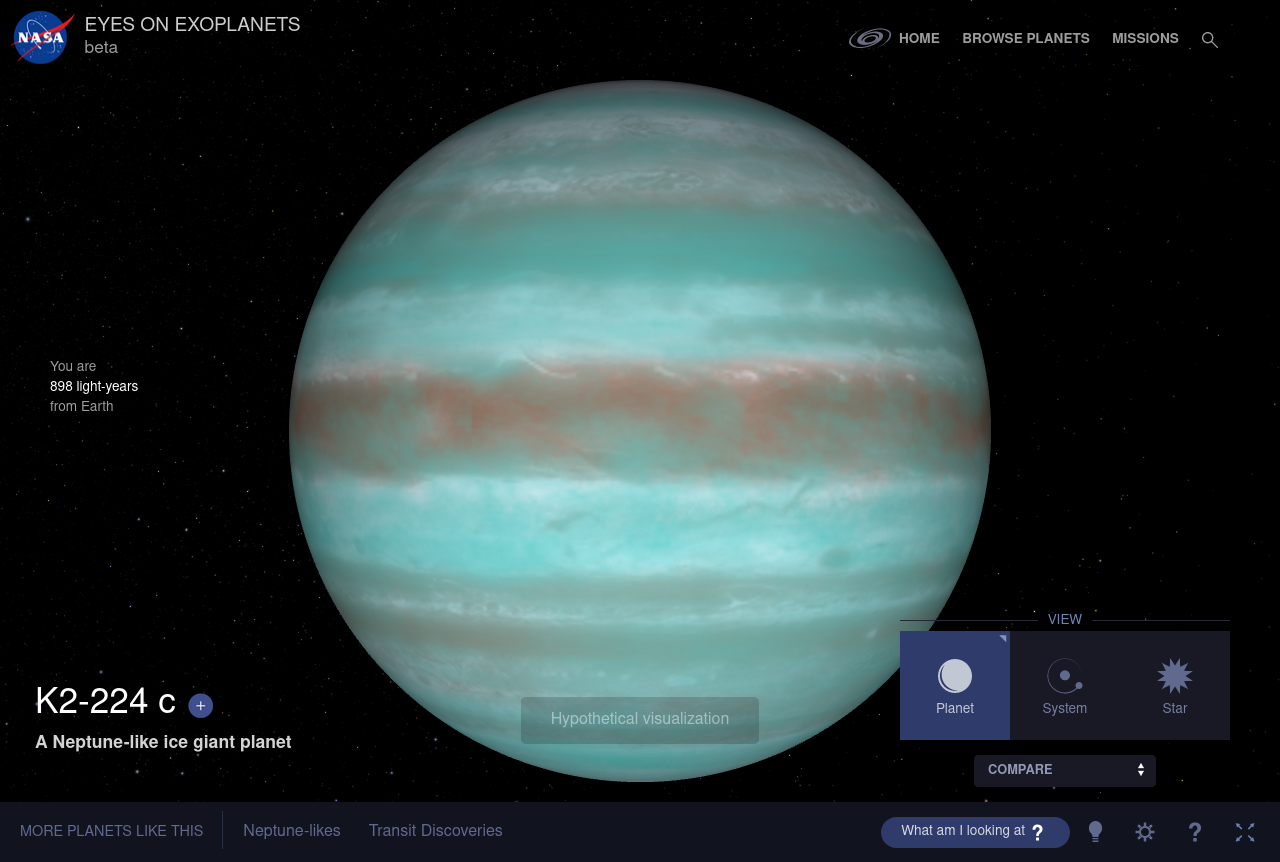 NASA
EYES ON EXOPLANETS
beta
HOME
BROWSE PLANETS
MISSIONS
You are
898 light-years
from Earth
VIEW
Planet
System
Star
K2-224 c +
A Neptune-like ice giant planet
Hypothetical visualization
COMPARE
MORE PLANETS LIKE THIS
Neptune-likes
Transit Discoveries
What am I looking at ?
?